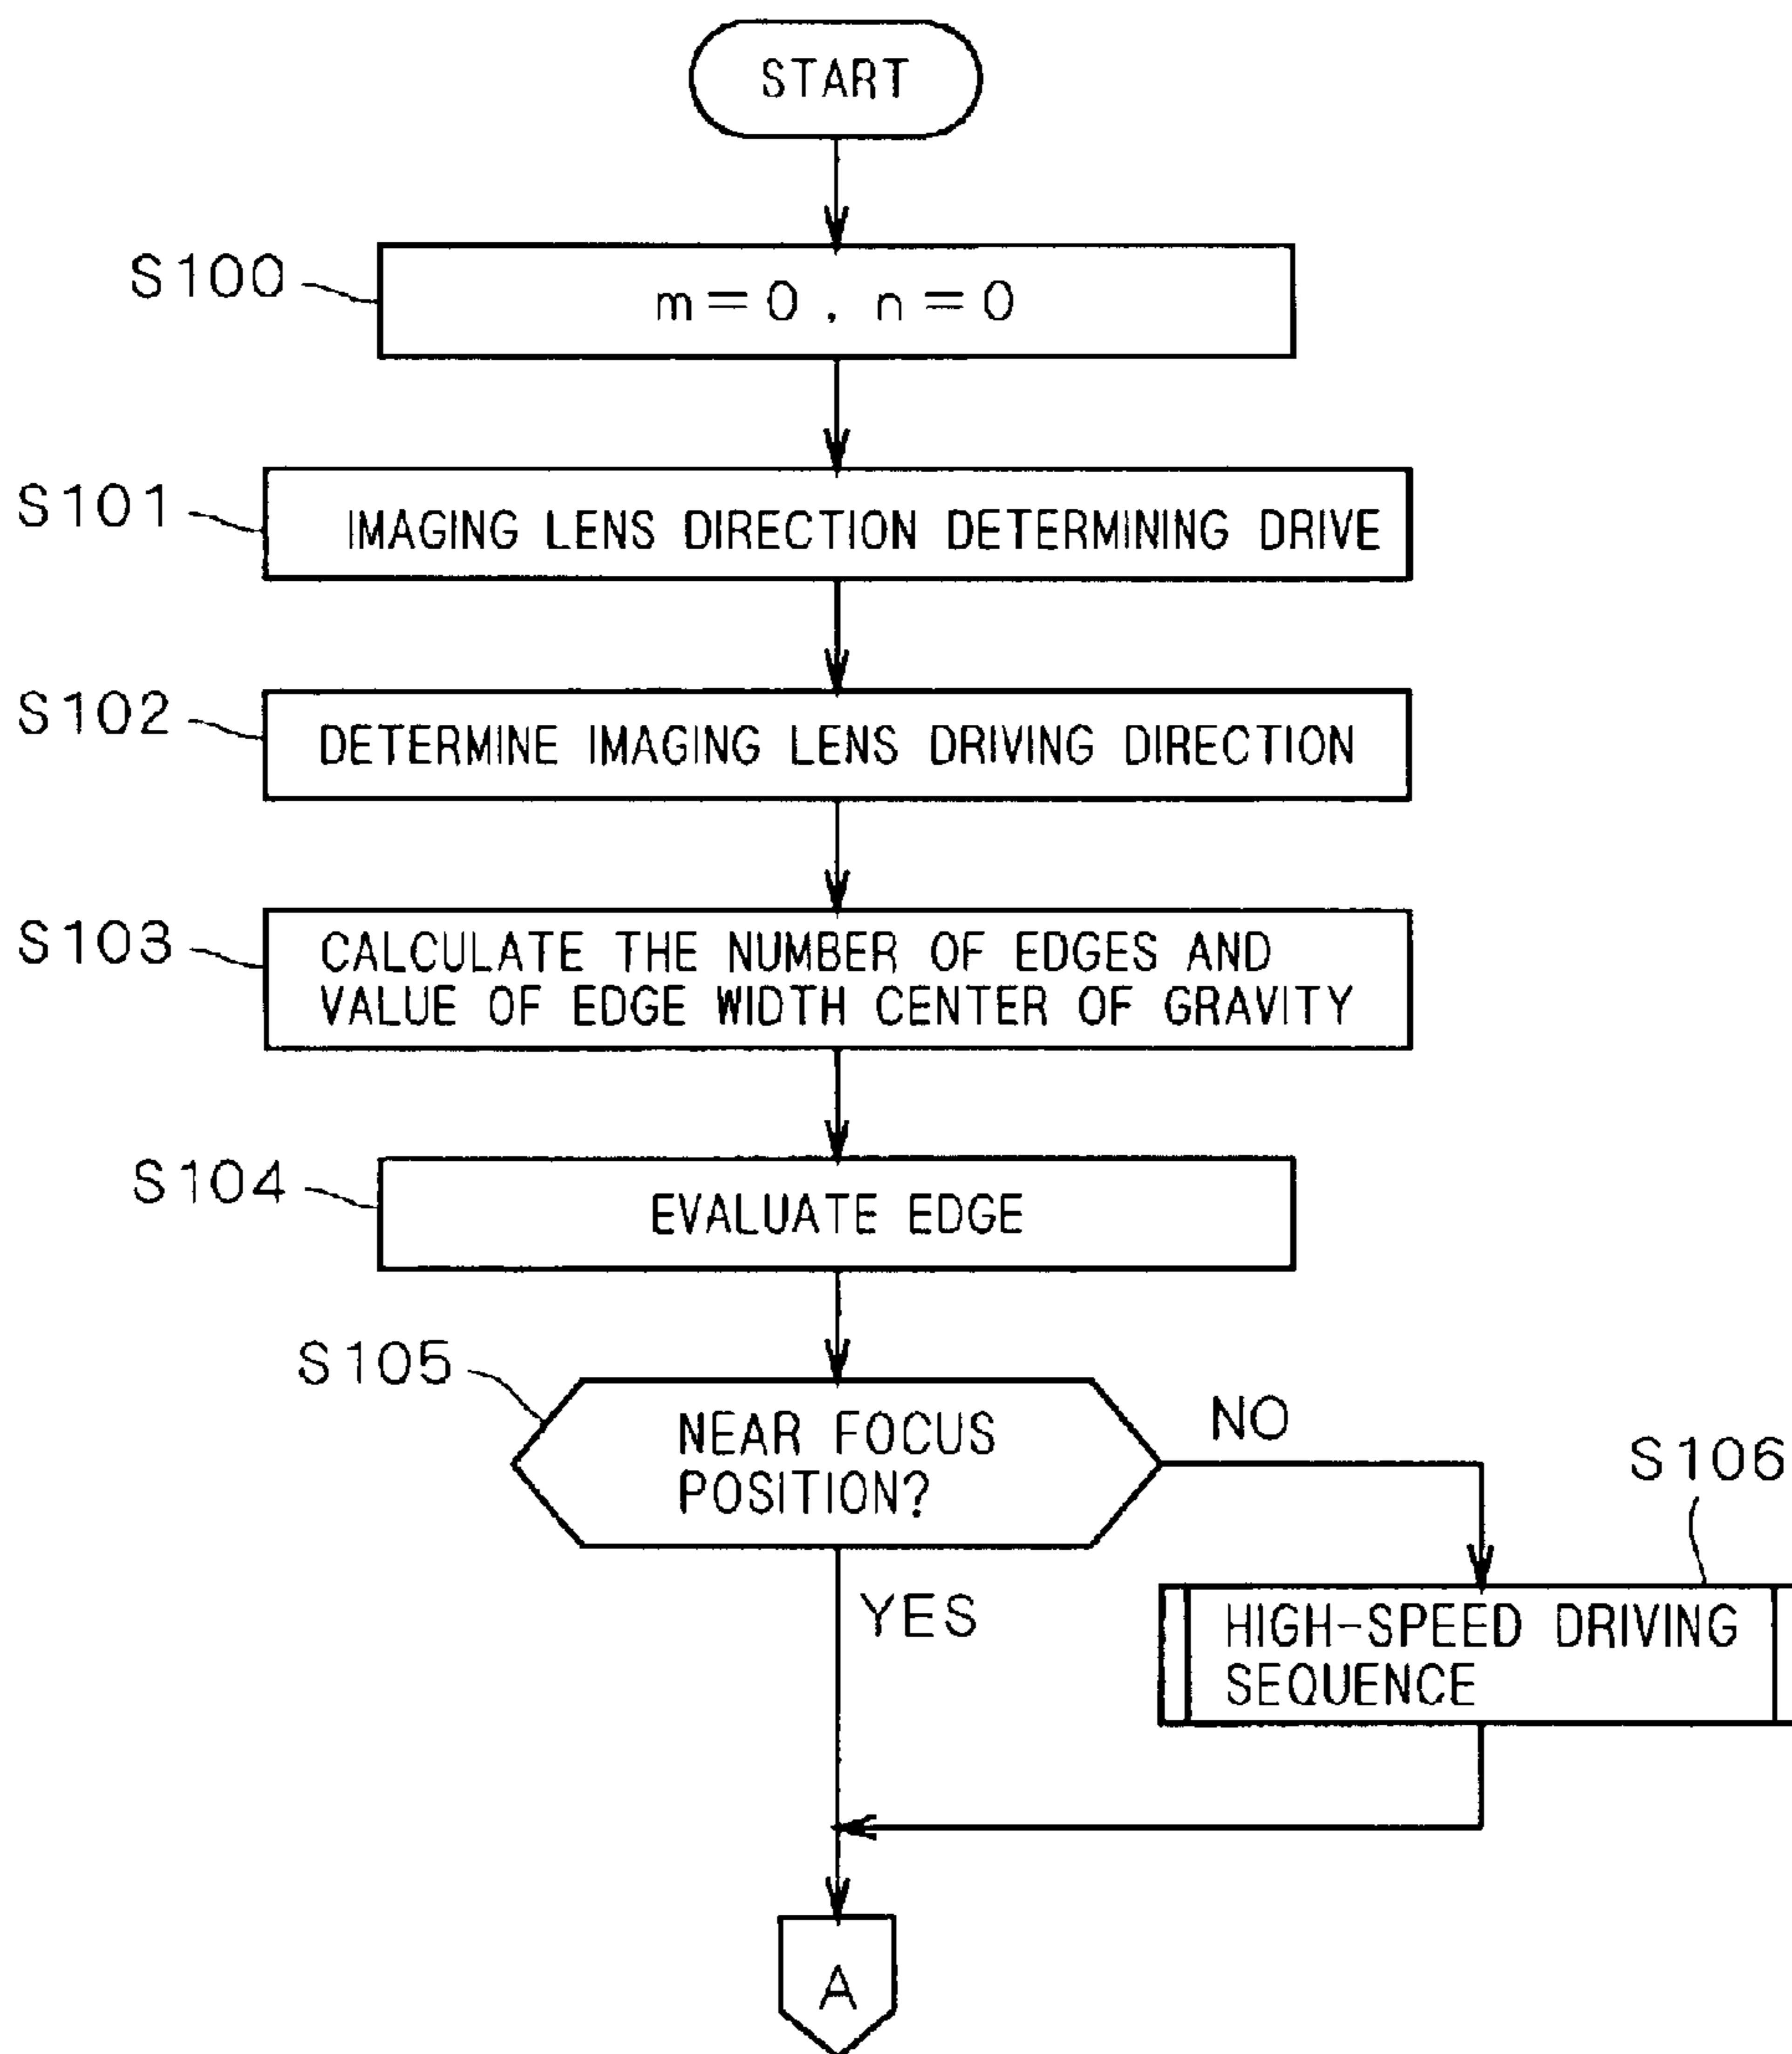 START
S100
m=0, n=0
S101
IMAGING LENS DIRECTION DETERMINING DRIVE
S102
DETERMINE IMAGING LENS DRIVING DIRECTION
S103
CALCULATE THE NUMBER OF EDGES AND
VALUE OF EDGE WIDTH CENTER OF GRAVITY
S104
EVALUATE EDGE
S105
NEAR FOCUS
POSITION?
NO
S106
YES
HIGH-SPEED DRIVING
SEQUENCE
A